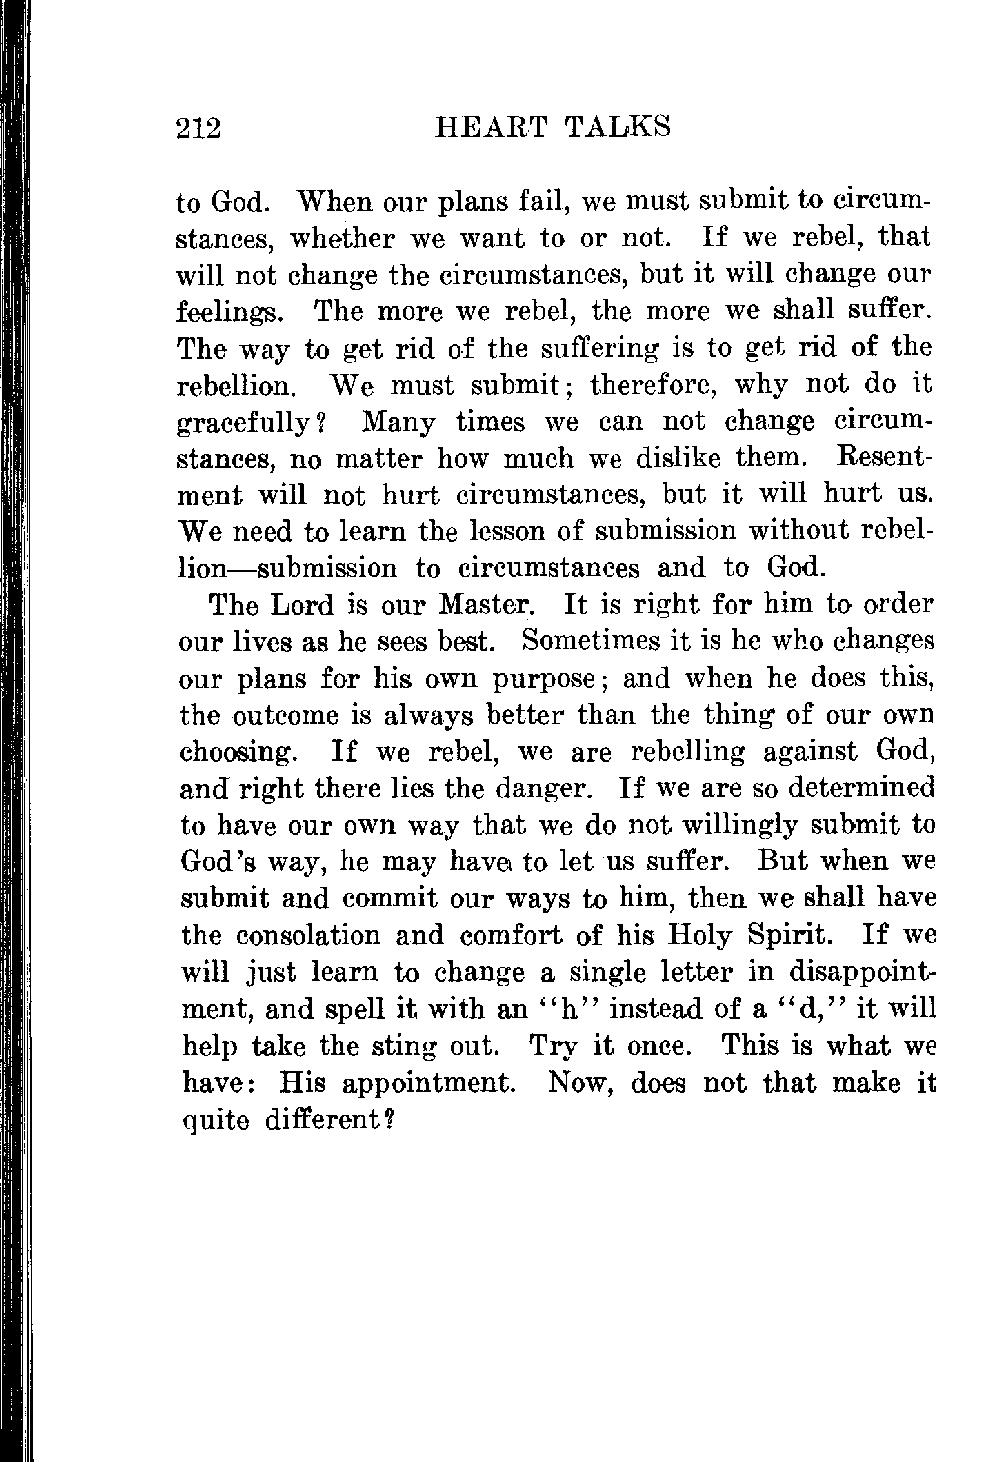 212 HEART TALKS
to God. When our plans fail, we must submit to circum-
stances, whether we want to or not. If we rebel, that
will not change the circumstances, but it will change our
feelings. The more we rebel, the more we shall suffer.
The way to get rid of the suffering is to get rid of the
rebellion. We must submit; therefore, why not do it
gracefully? Many times we can not change circum-
stances, no matter how much we dislike them. Resent-
ment will not hurt circumstances, but it will hurt us.
We need to learn the lesson of submission without rebel-
lion—submission to circumstances and to God.
The Lord is our Master. It is right for him to order
our lives as he sees best. Sometimes it is he who changes
our plans for his own purpose; and when he does this,
the outcome is always better than the thing of our own
choosing. If we rebel, we are rebelling against God,
and right there lies the danger. If we are so determined
to have our own way that we do not willingly submit to
God's way, he may have to let us suffer. But when we
submit and commit our ways to him, then we shall have
the consolation and comfort of his Holy Spirit. If we
will just learn to change a single letter in disappoint-
ment, and spell it with an "h" instead of a "d," it will
help take the sting out. Try it once. This is what we
have: His appointment. Now, does not that make it
quite different?